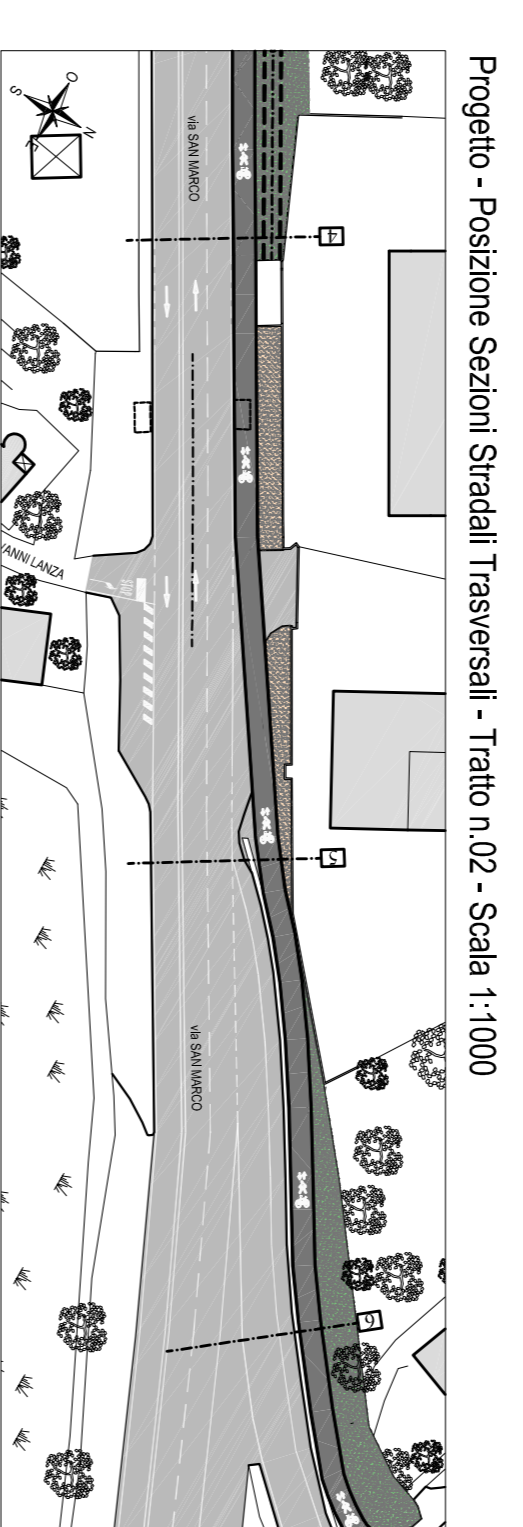 Progetto - Posizione Sezioni Stradali Trasversali - Tratto n.02 - Scala 1:1000
O
S
N
E
via SAN MARCO
4
VANNI LANZA
STOP
5
via SAN MARCO
6